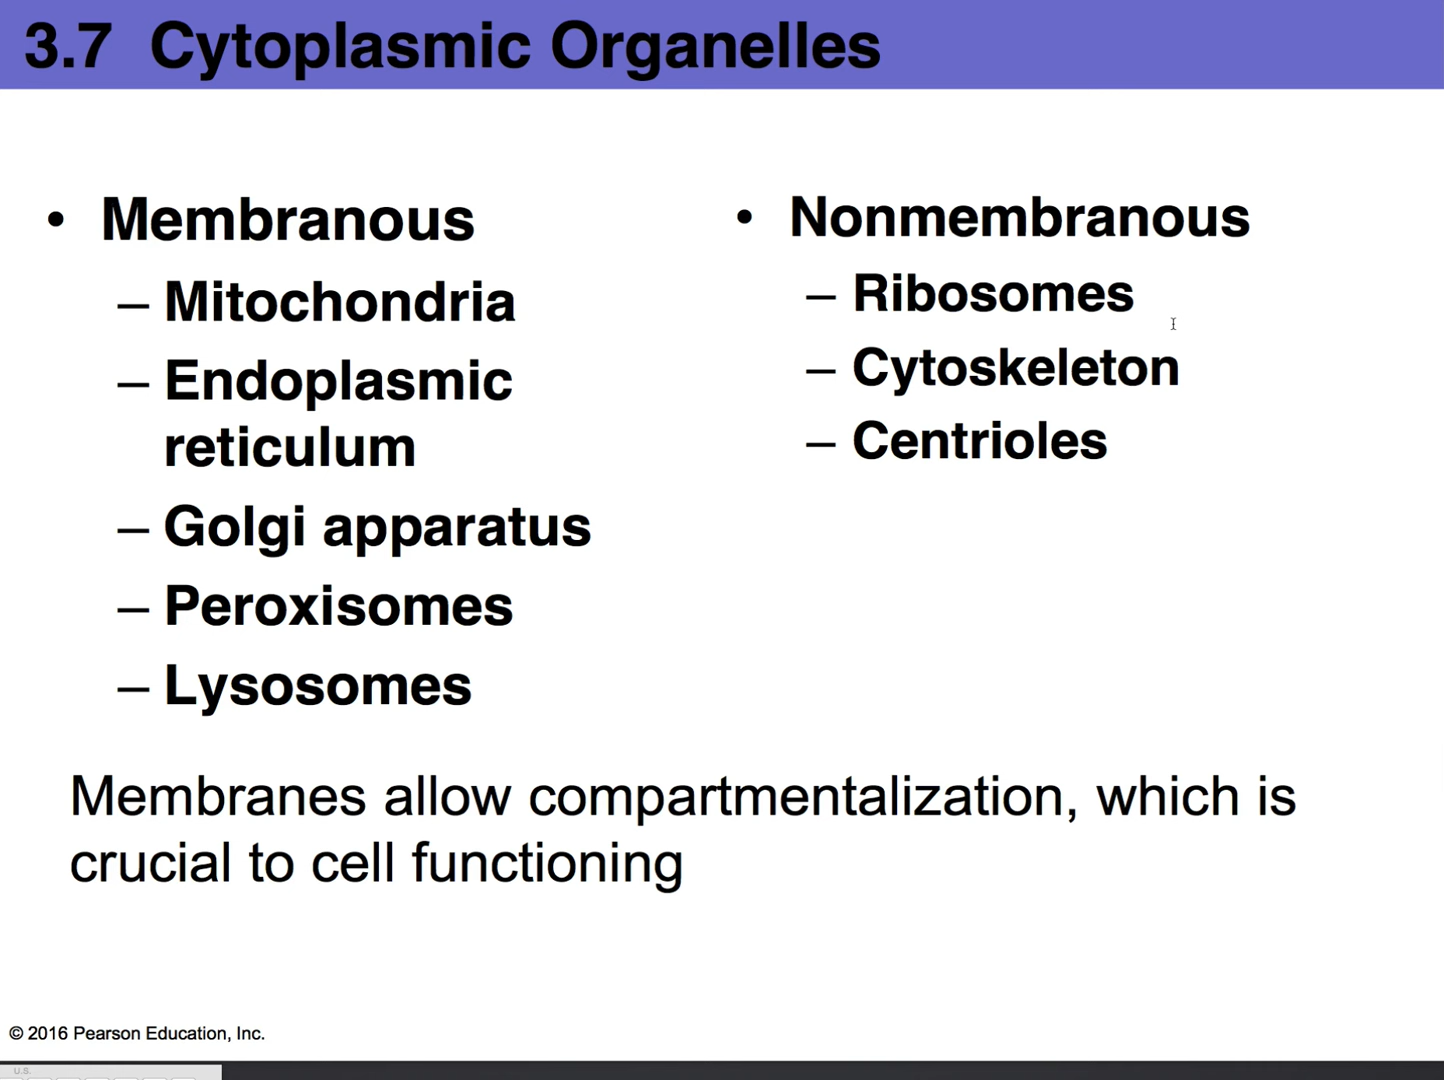 3.7 Cytoplasmic Organelles
• Membranous
– Mitochondria
– Endoplasmic
reticulum
– Golgi apparatus
– Peroxisomes
– Lysosomes
• Nonmembranous
– Ribosomes
– Cytoskeleton
– Centrioles
Membranes allow compartmentalization, which is
crucial to cell functioning
© 2016 Pearson Education, Inc.
U.S.